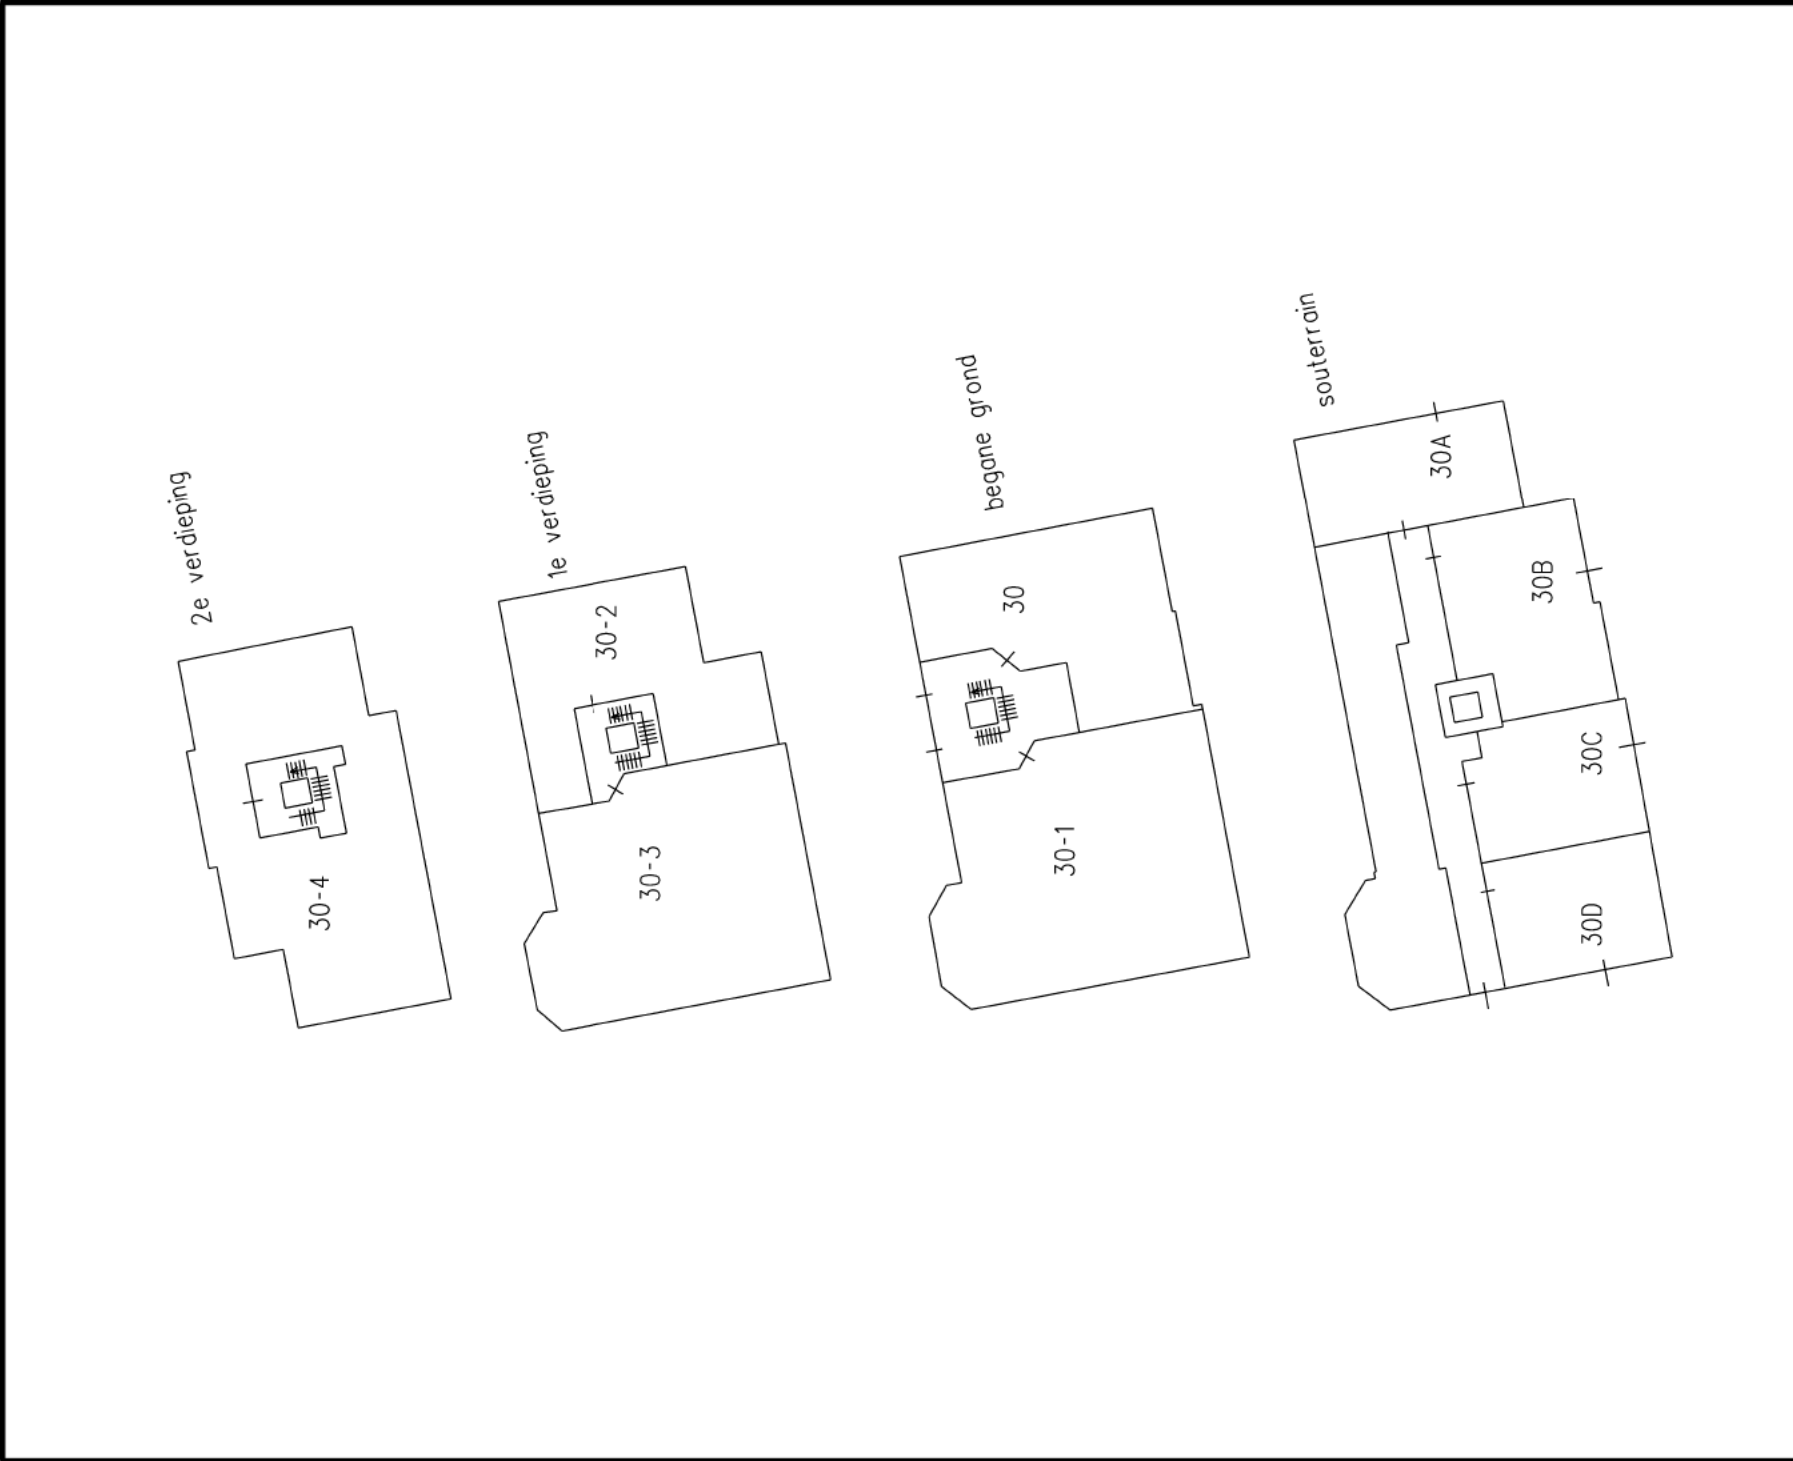 2e verdieping
30-4
1e verdieping
30-2
30-3
begane grond
30
30-1
souterrain
30A
30B
30C
30D